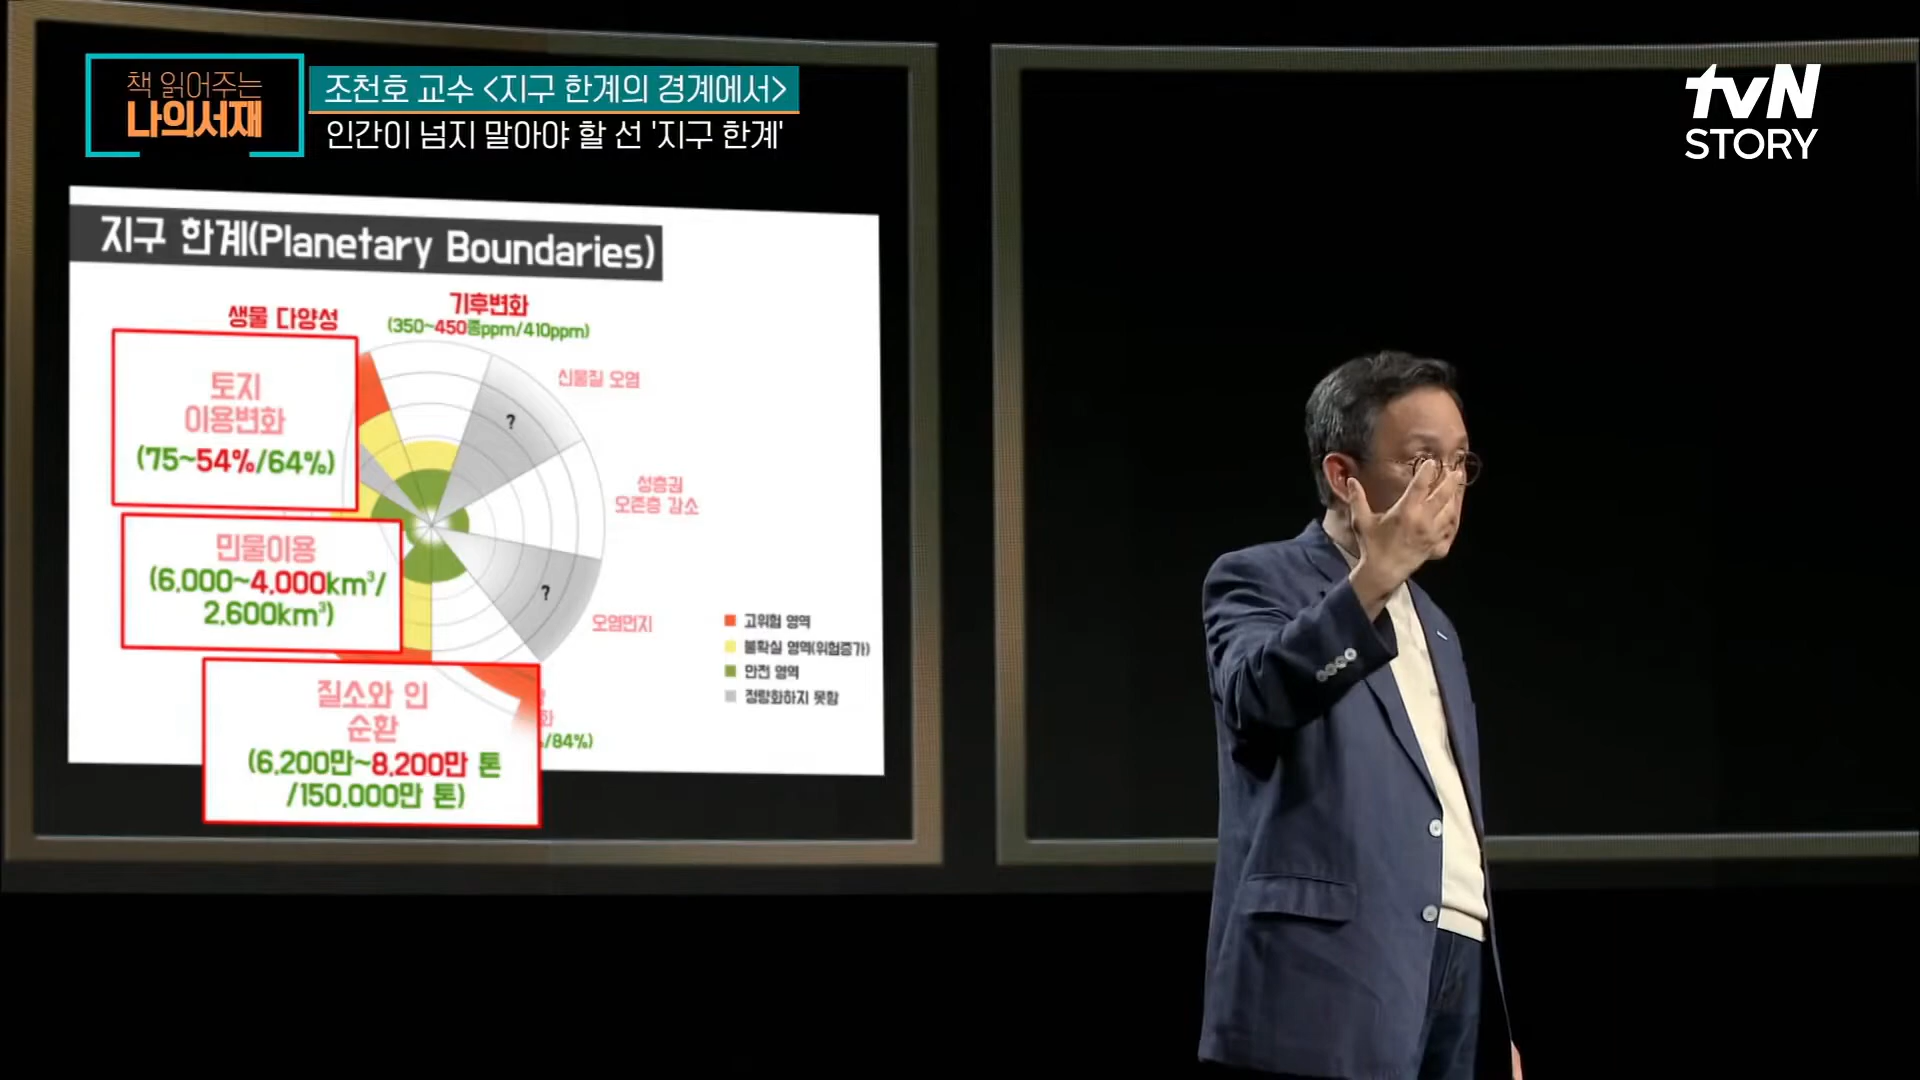 책 읽어주는
나의서재
조천호 교수 <지구 한계의 경계에서>
인간이 넘지 말아야 할 선 '지구 한계'
tvN
STORY
지구 한계(Planetary Boundaries)
생물 다양성
기후변화
(350~450ppm/410ppm)
신물질 오염
?
토지
이용변화
(75~54%/64%)
성층권
오존층 감소
민물이용
(6,000~4,000km³/
2,600km³)
?
오염먼지
고위험 영역
불확실 영역(위험증가)
안전 영역
정량화하지 못함
질소와 인
순환
(6,200만~8,200만 톤
/150,000만 톤)
화
/84%)